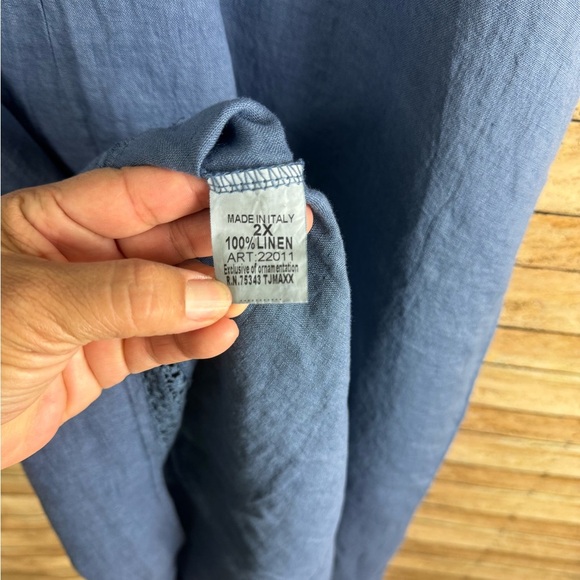 MADE IN ITALY
2X
100%LINEN
ART:22011
Exclusive of ornamentation
R.N.75343 TJMAXX